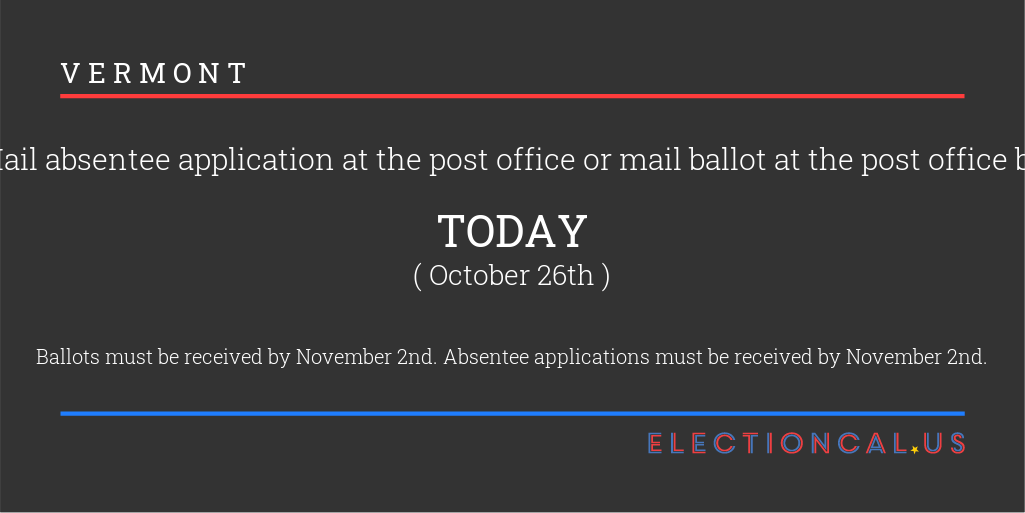 VERMONT
ail absentee application at the post office or mail ballot at the post office
TODAY
( October 26th )
Ballots must be received by November 2nd. Absentee applications must be received by November 2nd.
ELECTIONCAL.US